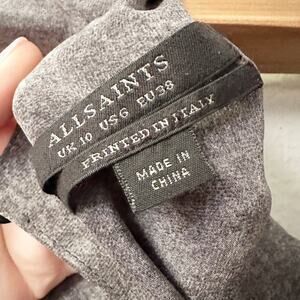 ALLSAINTS
UK 10 US 6 EU 38
PRINTED IN ITALY
MADE IN
CHINA